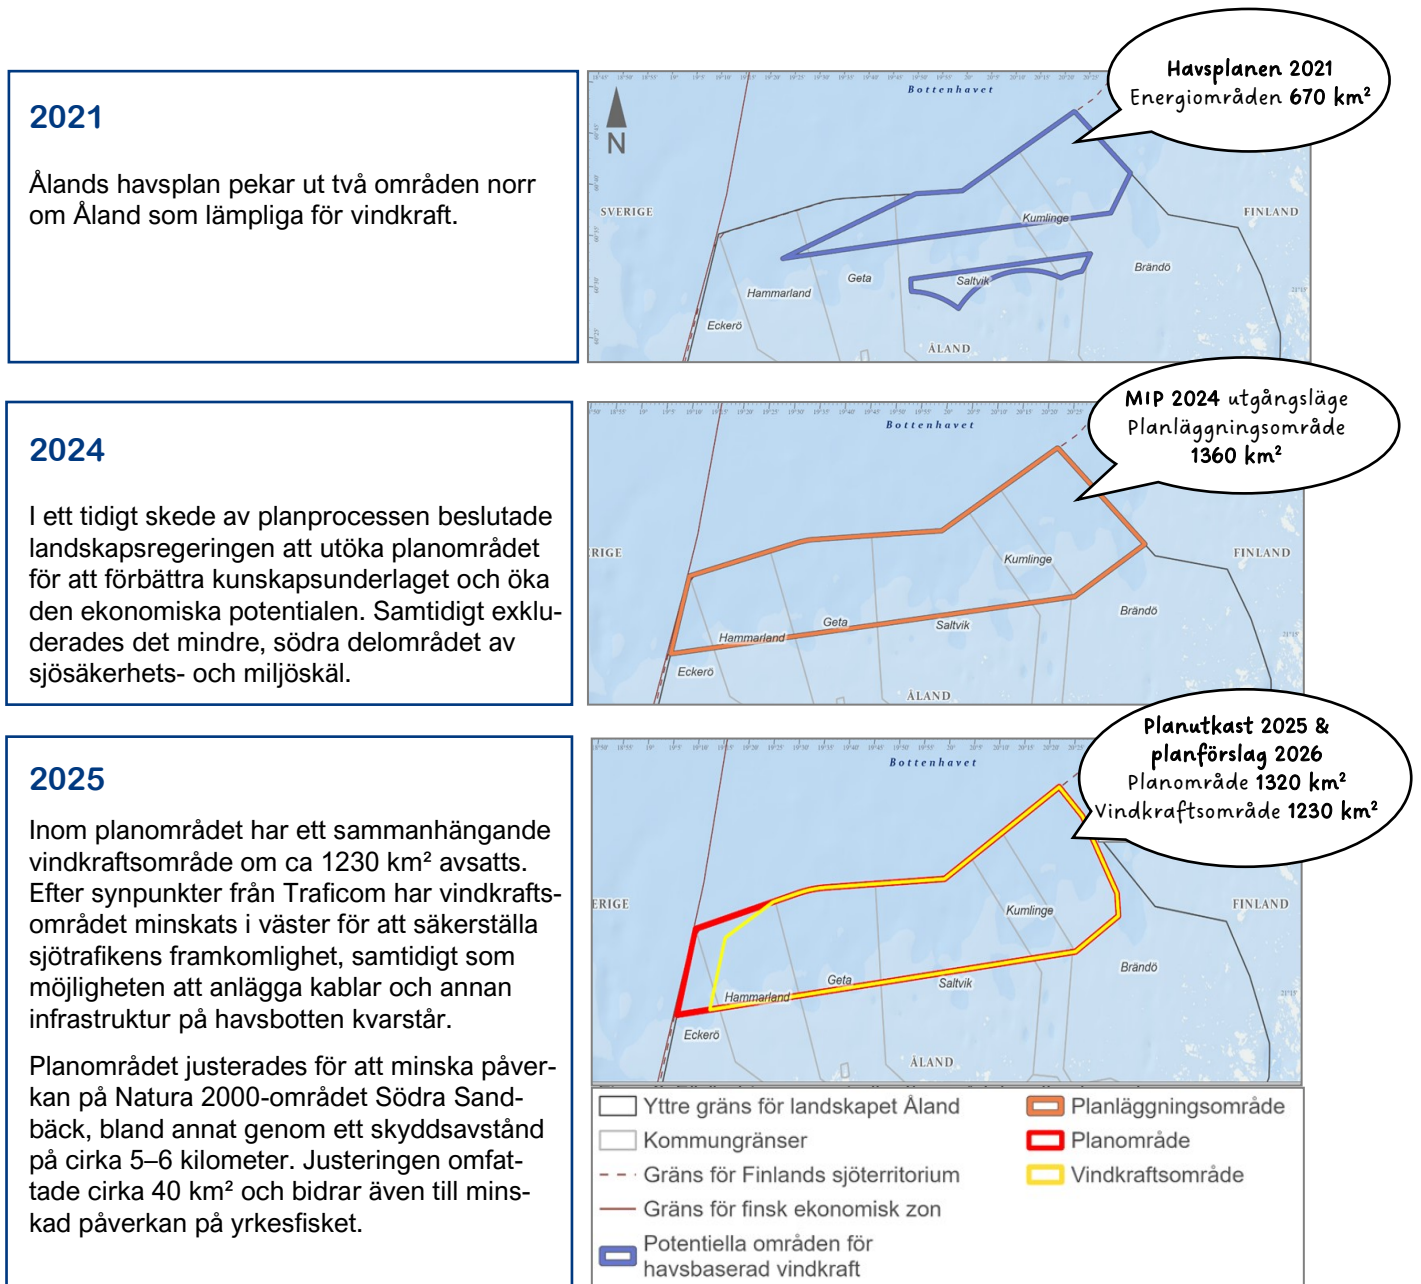 2021
Ålands havsplan pekar ut två områden norr
om Åland som lämpliga för vindkraft.
Havsplanen 2021
Energiområden 670 km²
Bottenhavet
N
SVERIGE
FINLAND
Kumlinge
Geta
Saltvik
Brändö
Hammarland
Eckerö
ÅLAND
2024
I ett tidigt skede av planprocessen beslutade
landskapsregeringen att utöka planområdet
för att förbättra kunskapsunderlaget och öka
den ekonomiska potentialen. Samtidigt exklu-
derades det mindre, södra delområdet av
sjösäkerhets- och miljöskäl.
MIP 2024 utgångsläge
Planläggningsområde
1360 km²
Bottenhavet
RIGE
FINLAND
Kumlinge
Brändö
Geta
Saltvik
Hammarland
Eckerö
ÅLAND
2025
Inom planområdet har ett sammanhängande
vindkraftsområde om ca 1230 km² avsatts.
Efter synpunkter från Traficom har vindkrafts-
området minskats i väster för att säkerställa
sjötrafikens framkomlighet, samtidigt som
möjligheten att anlägga kablar och annan
infrastruktur på havsbotten kvarstår.
Planområdet justerades för att minska påver-
kan på Natura 2000-området Södra Sand-
bäck, bland annat genom ett skyddsavstånd
på cirka 5–6 kilometer. Justeringen omfat-
tade cirka 40 km² och bidrar även till mins-
kad påverkan på yrkesfisket.
Planutkast 2025 &
planförslag 2026
Planområde 1320 km²
Vindkraftsområde 1230 km²
Bottenhavet
ERIGE
FINLAND
Kumlinge
Brändö
Geta
Saltvik
Hammarland
Eckerö
ÅLAND
Yttre gräns för landskapet Åland
Kommungränser
Gräns för Finlands sjöterritorium
Gräns för finsk ekonomisk zon
Potentiella områden för
havsbaserad vindkraft
Planläggningsområde
Planområde
Vindkraftsområde